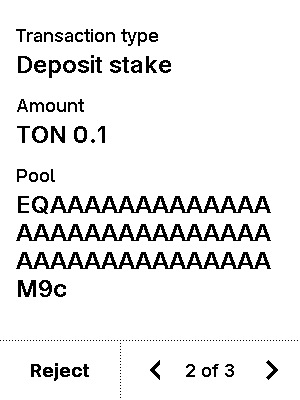 Transaction type
Deposit stake
Amount
TON 0.1
Pool
EQAAAAAAAAAAAAA
AAAAAAAAAAAAAAA
AAAAAAAAAAAAAAA
M9c
Reject
2 of 3